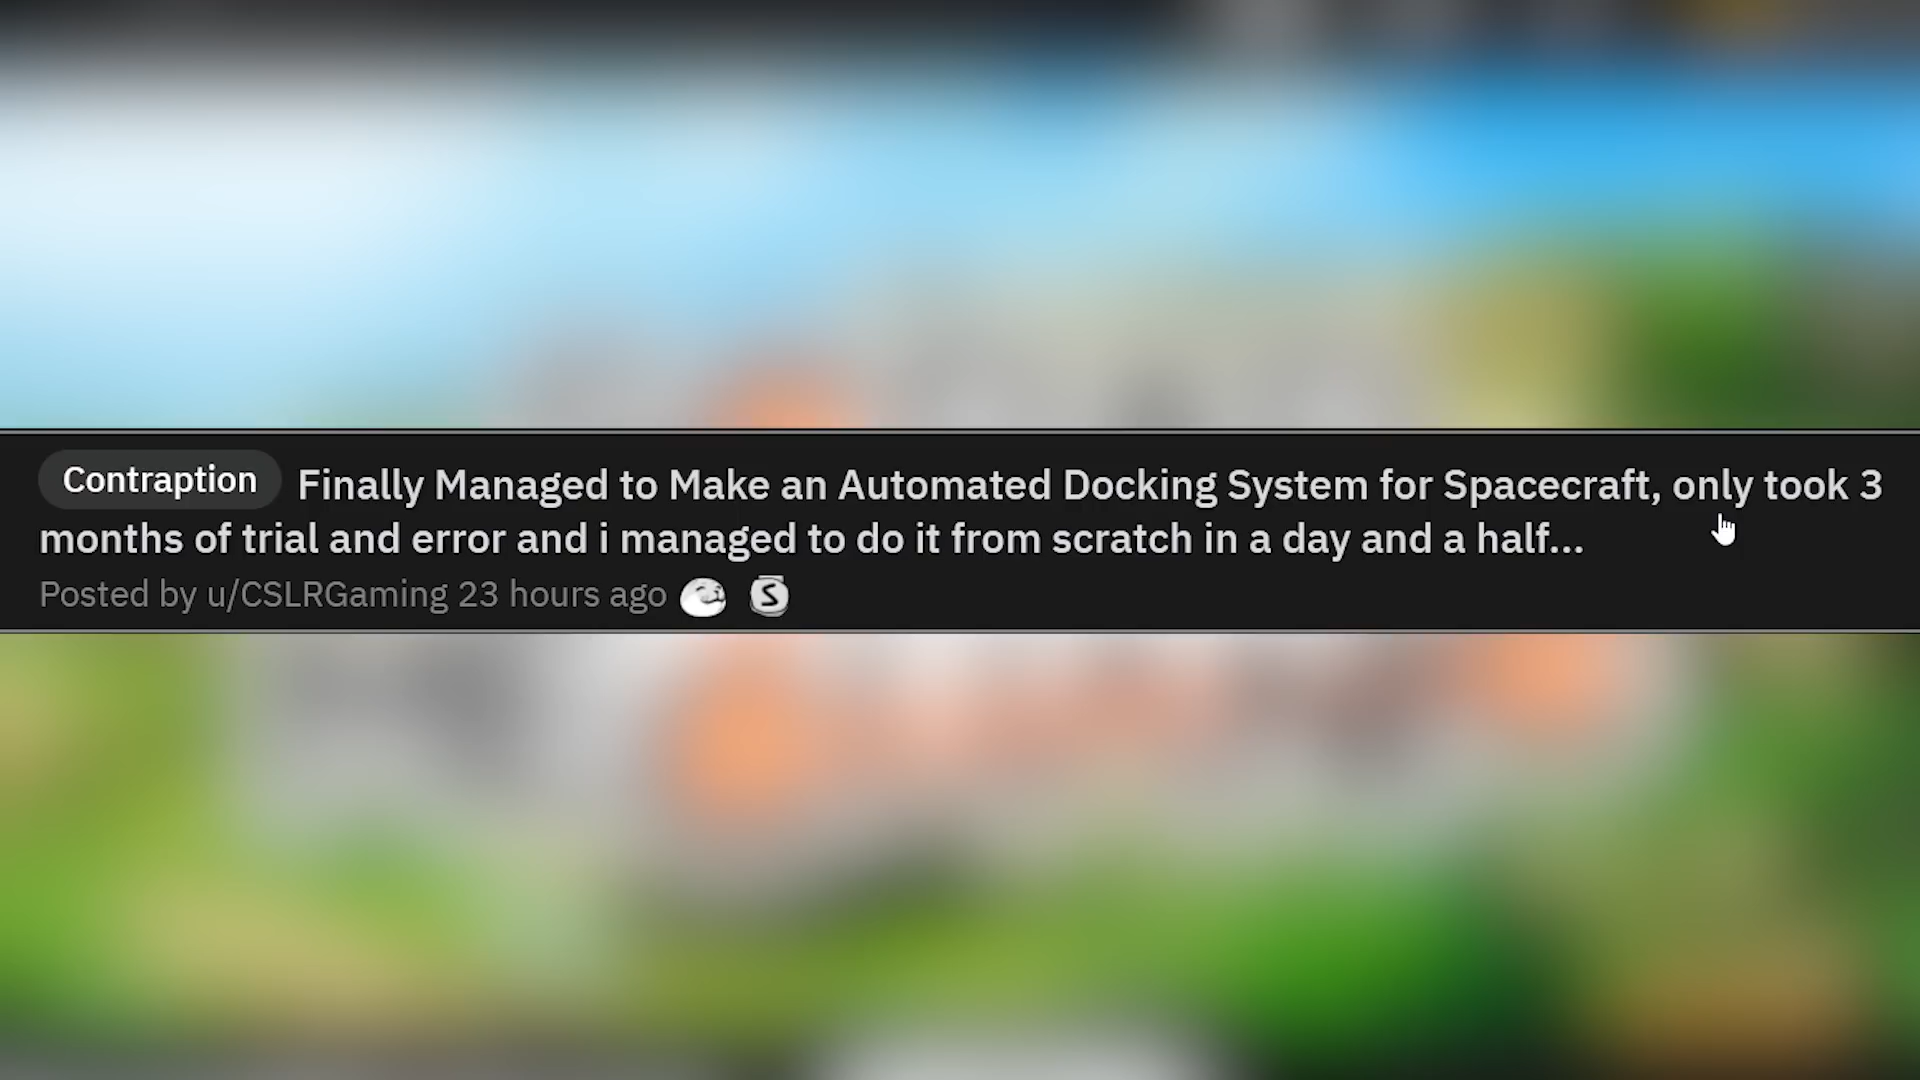 Contraption Finally Managed to Make an Automated Docking System for Spacecraft, only took 3
months of trial and error and i managed to do it from scratch in a day and a half...
Posted by u/CSLRGaming 23 hours ago S